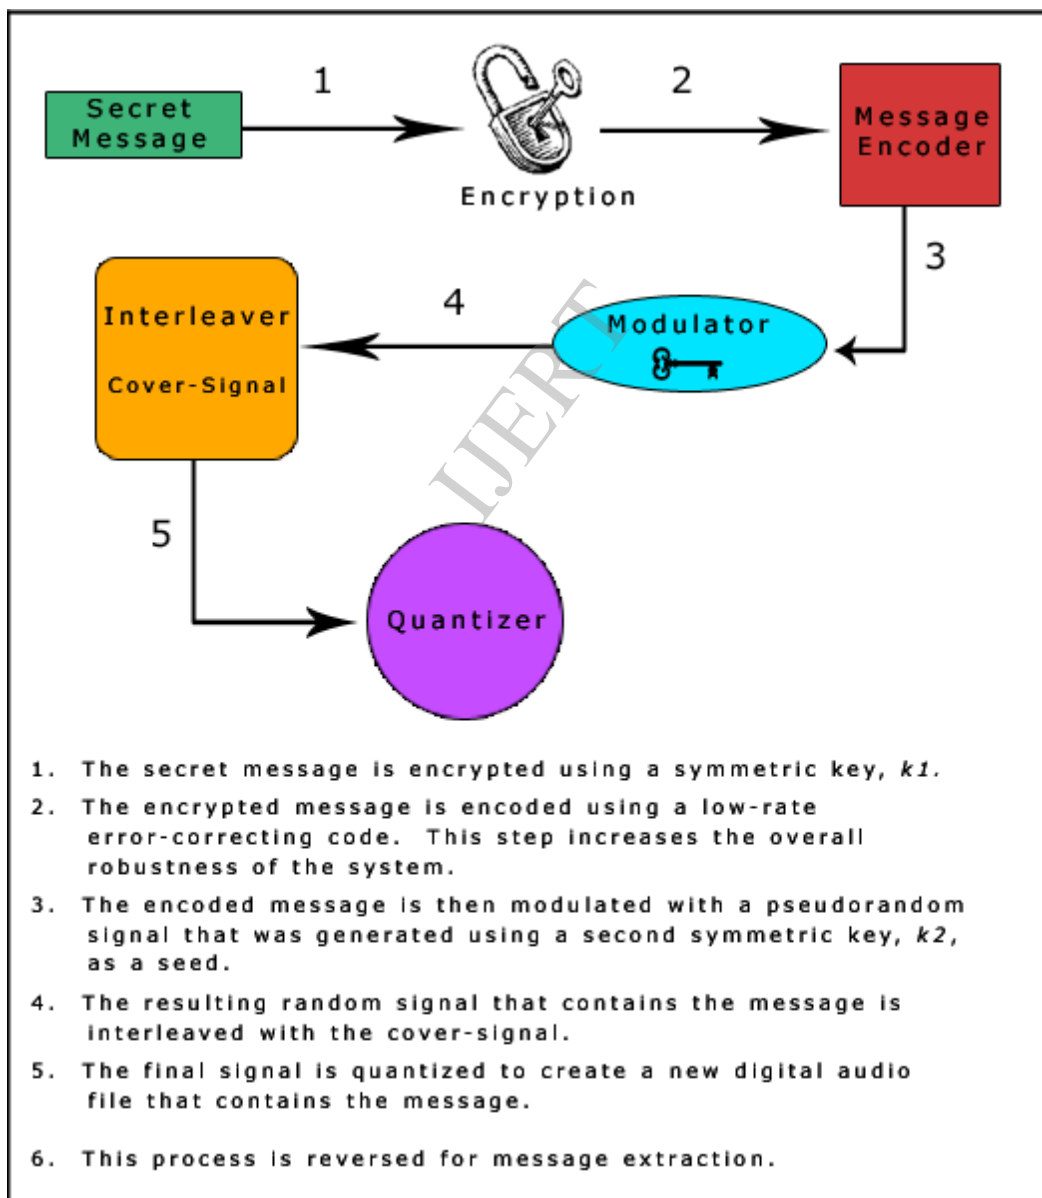 1
2
Secret
Message
Message
Encoder
Encryption
3
4
Interleaver
Cover-Signal
Modulator
IJERT
5
Quantizer
1. The secret message is encrypted using a symmetric key, k1.
2. The encrypted message is encoded using a low-rate
error-correcting code. This step increases the overall
robustness of the system.
3. The encoded message is then modulated with a pseudorandom
signal that was generated using a second symmetric key, k2,
as a seed.
4. The resulting random signal that contains the message is
interleaved with the cover-signal.
5. The final signal is quantized to create a new digital audio
file that contains the message.
6. This process is reversed for message extraction.